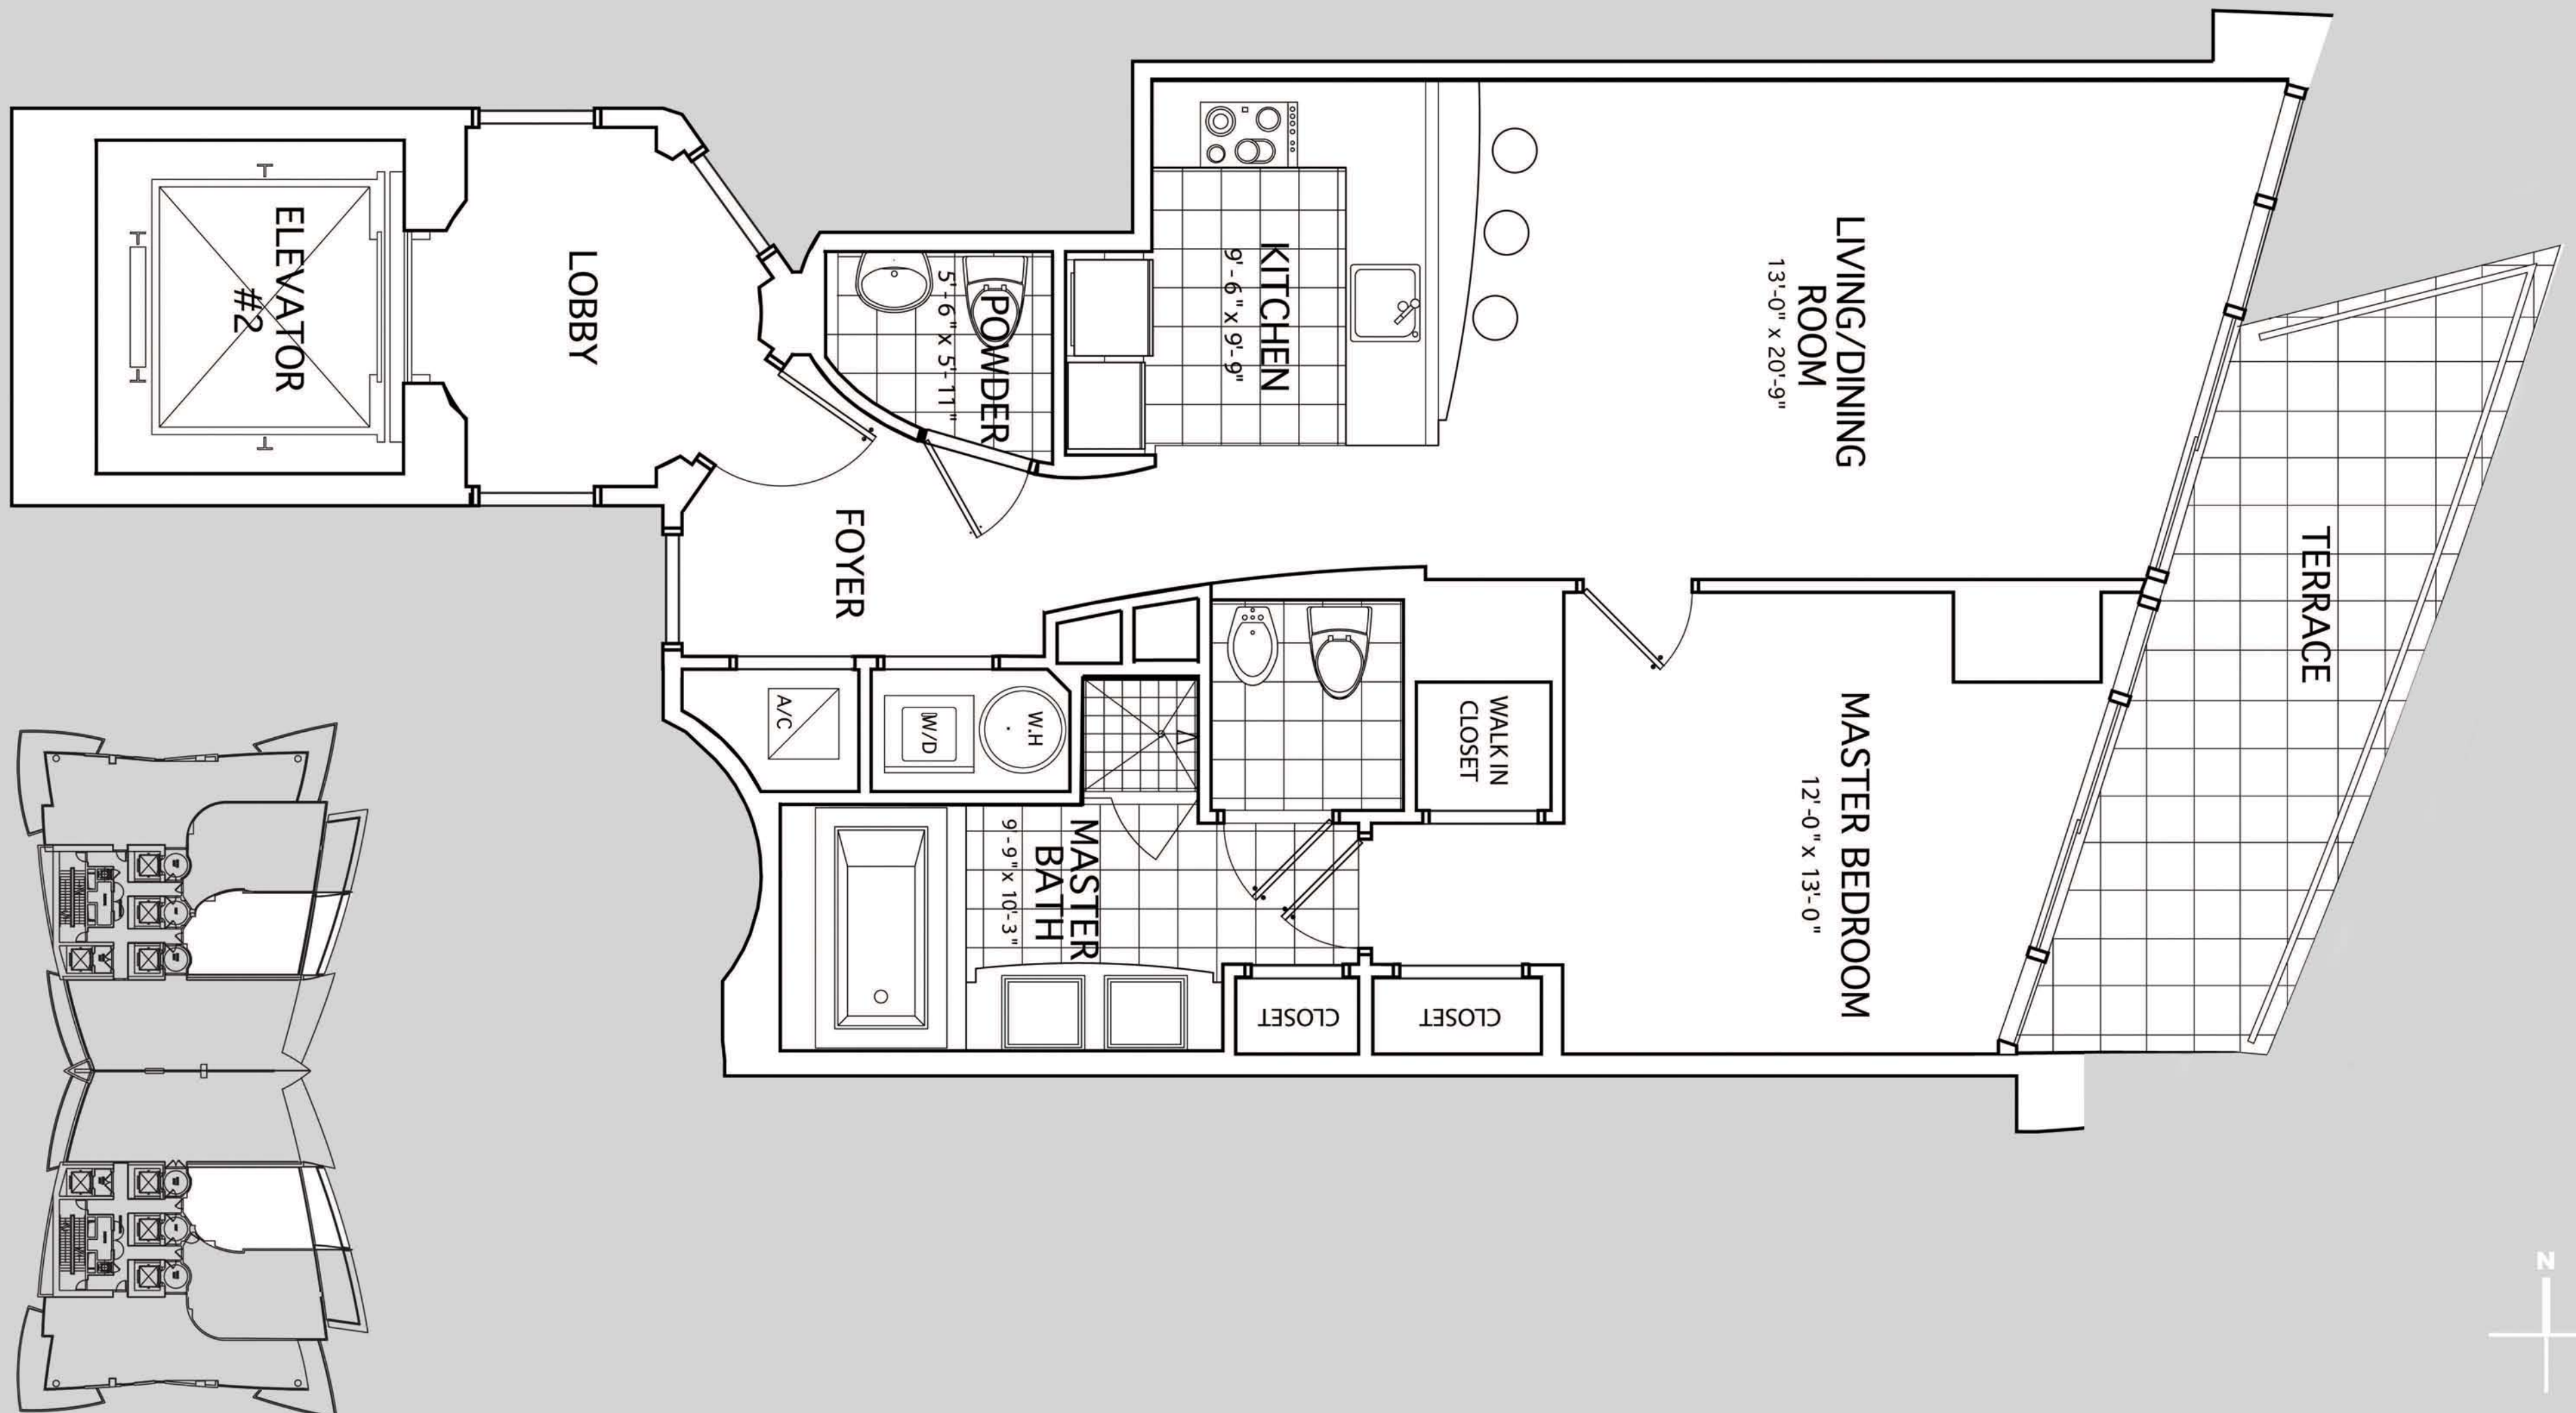 ELEVATOR
#2
LOBBY
POWDER
5'-6" x 5'-11"
KITCHEN
9'-6" x 9'-9"
LIVING/DINING
ROOM
13'-0" x 20'-9"
TERRACE
FOYER
A/C
W/D
W.H
WALK IN
CLOSET
MASTER BEDROOM
12'-0" x 13'-0"
MASTER
BATH
9'-9" x 10'-3"
CLOSET
CLOSET
N